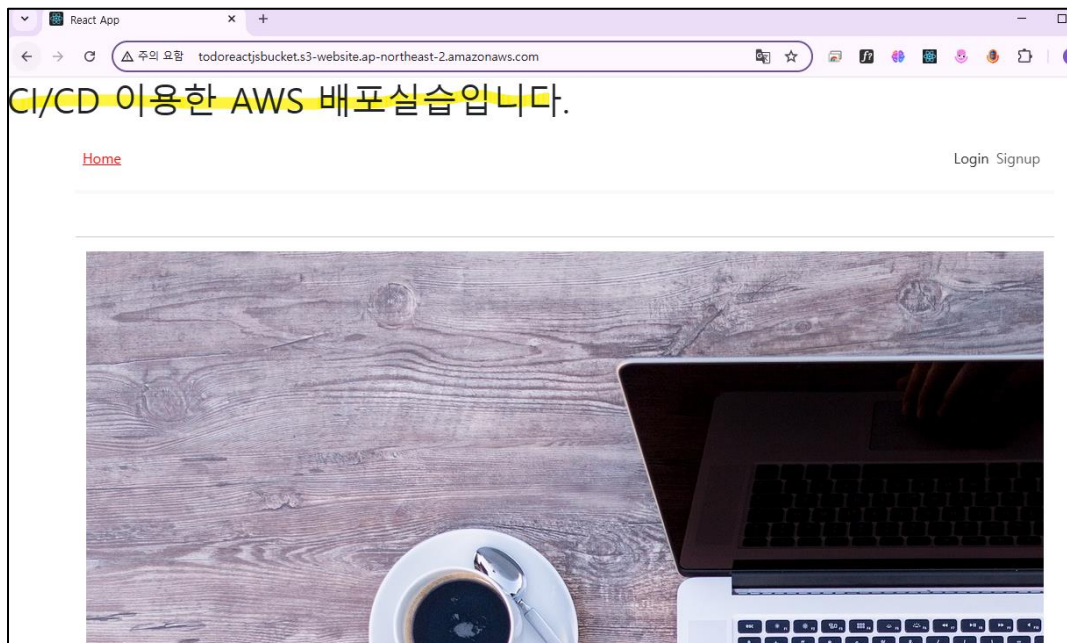 React App
주의 요함 todoreactjsbucket.s3-website.ap-northeast-2.amazonaws.com
CI/CD 이용한 AWS 배포실습입니다.
Home Login Signup